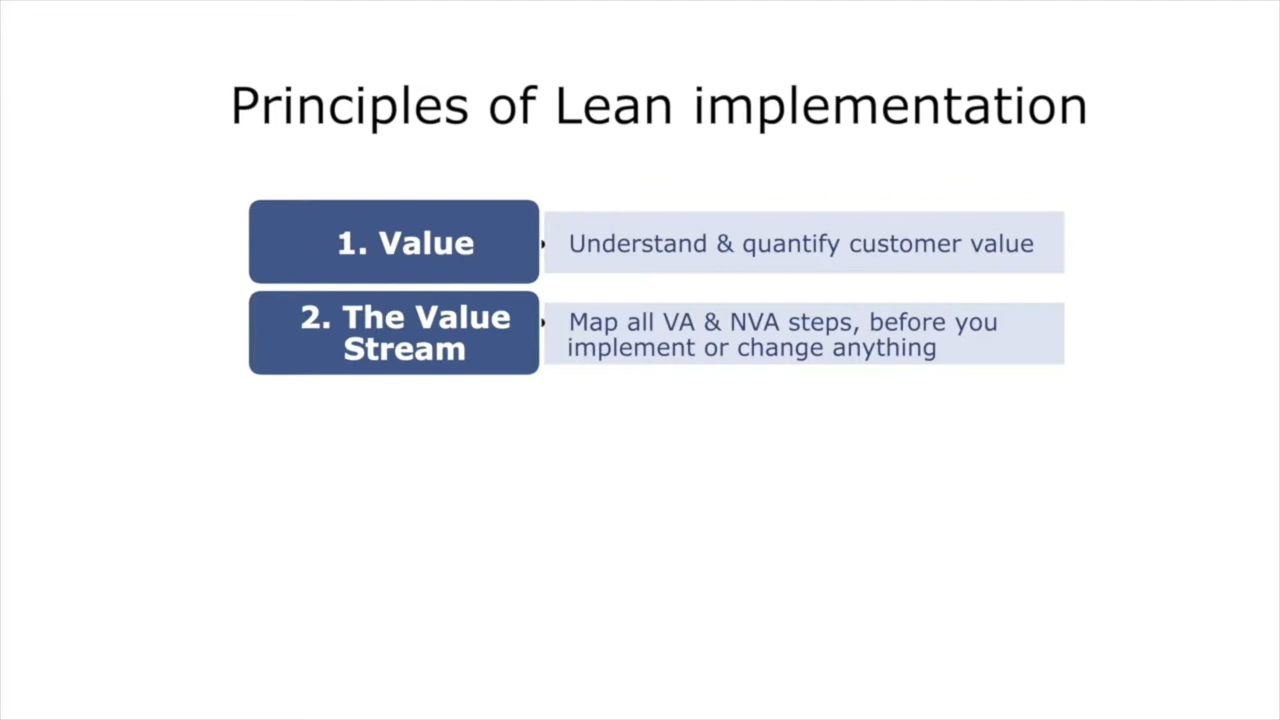 Principles of Lean implementation
1. Value
Understand & quantify customer value
2. The Value
Stream
Map all VA & NVA steps, before you
implement or change anything